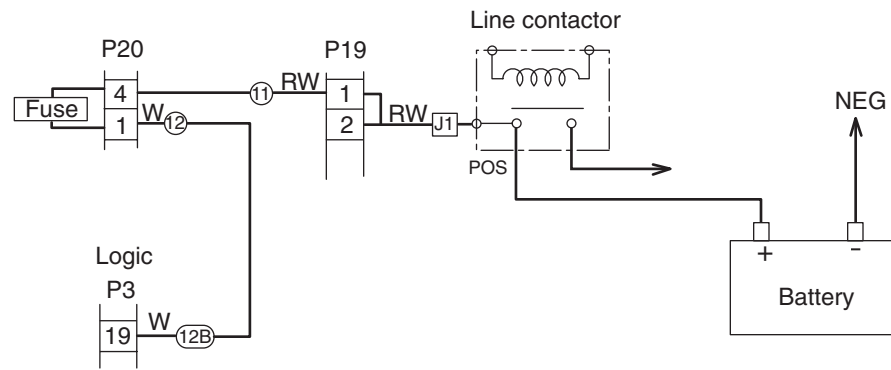 Line contactor
P20
P19
4
11
RW
1
Fuse
1
W
12
2
RW
J1
POS
NEG
+
-
Battery
Logic
P3
19
W
12B